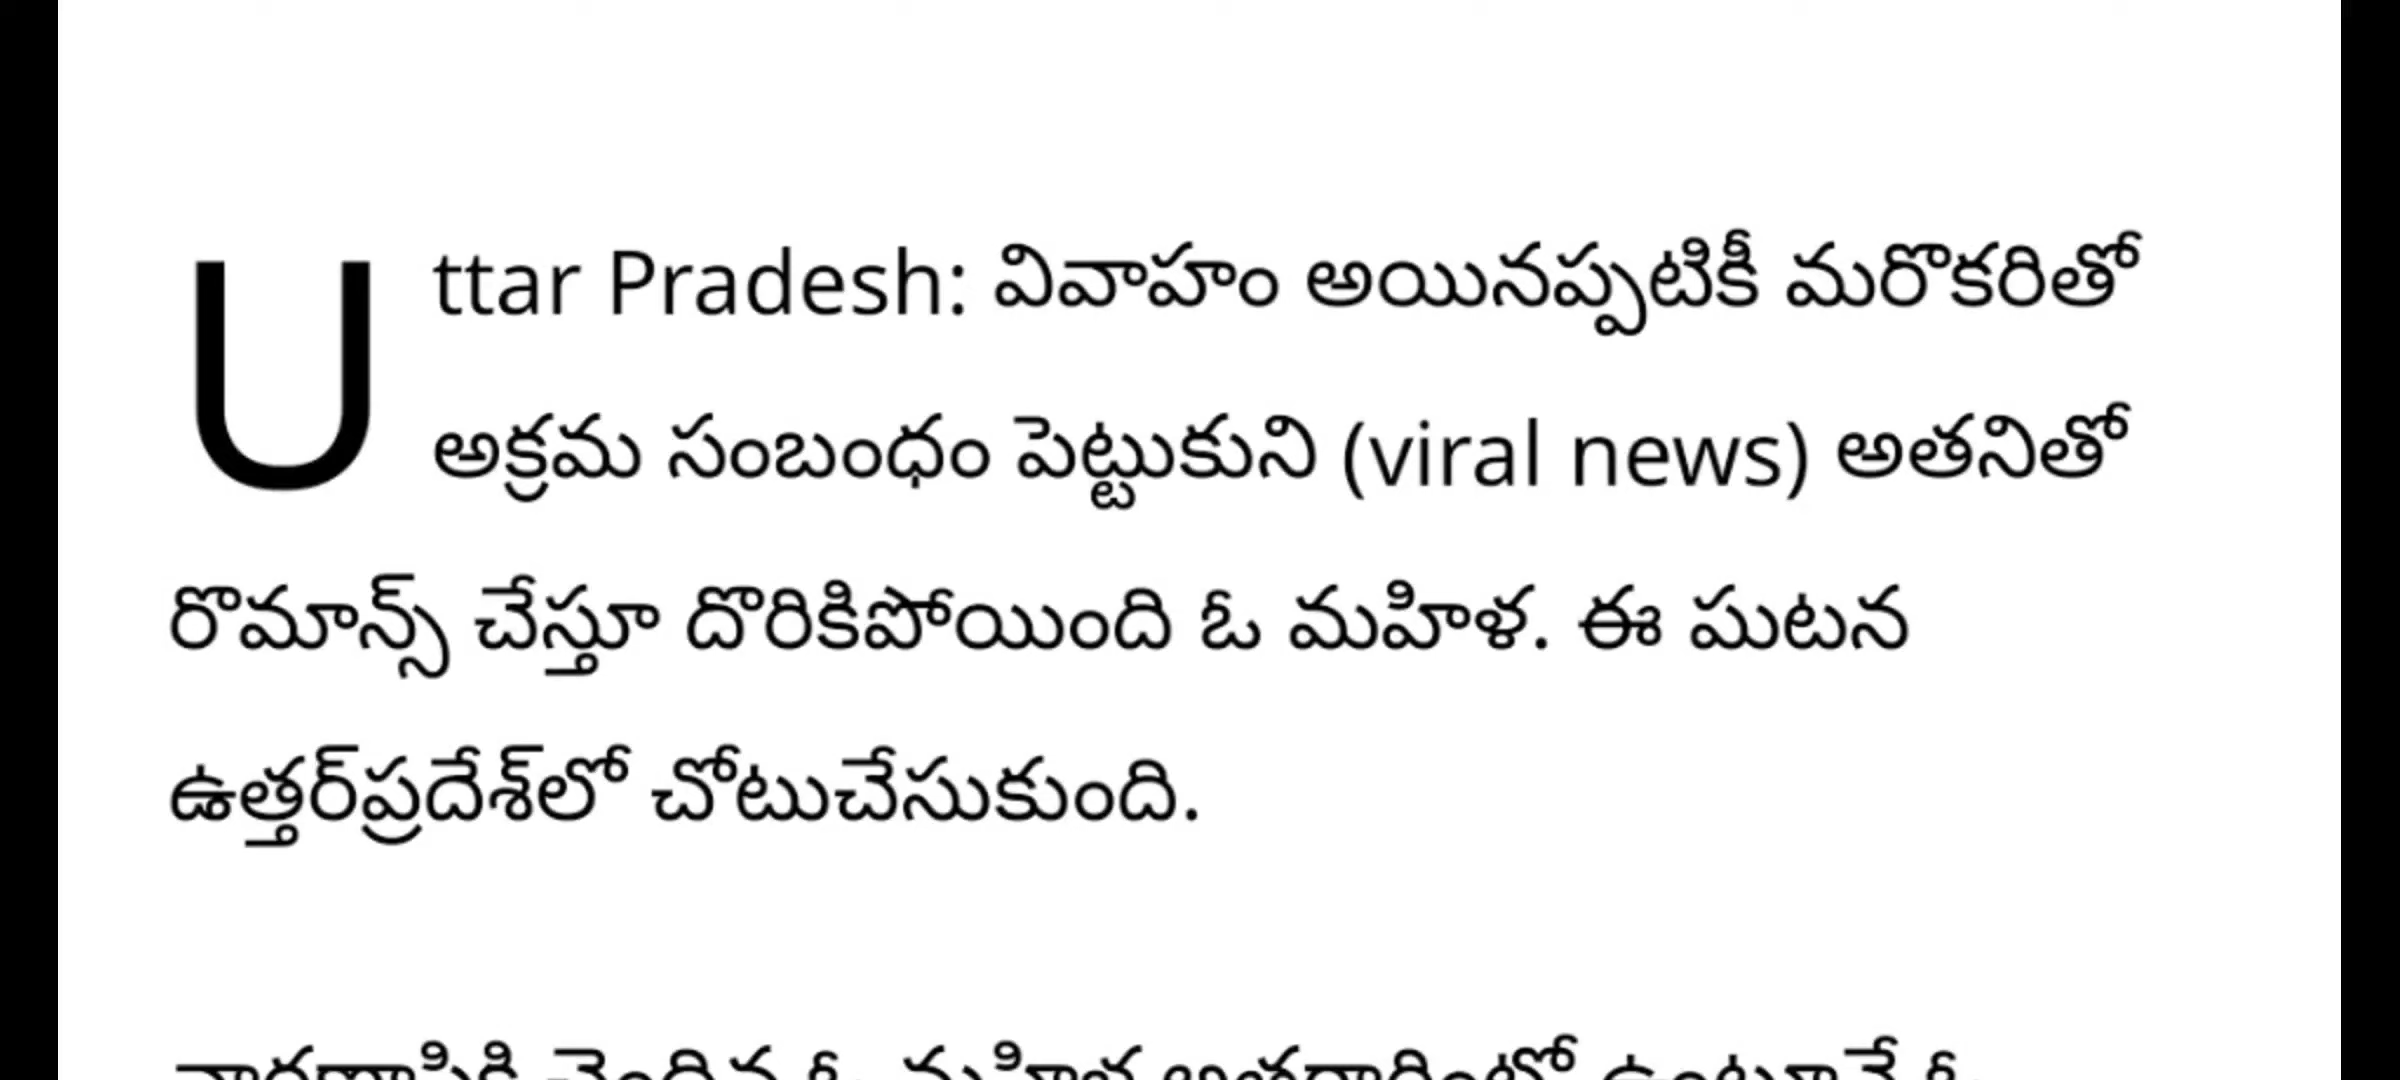 Uttar Pradesh: వివాహం అయినప్పటికీ మరొకరితో
అక్రమ సంబంధం పెట్టుకుని (viral news) అతనితో
రొమాన్స్ చేస్తూ దొరికిపోయింది ఓ మహిళ. ఈ ఘటన
ఉత్తర్‌ప్రదేశ్‌లో చోటుచేసుకుంది.